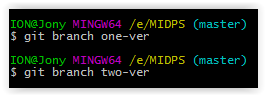 ION@Jony MINGW64 /e/MIDPS (master)
$ git branch one-ver
ION@Jony MINGW64 /e/MIDPS (master)
$ git branch two-ver